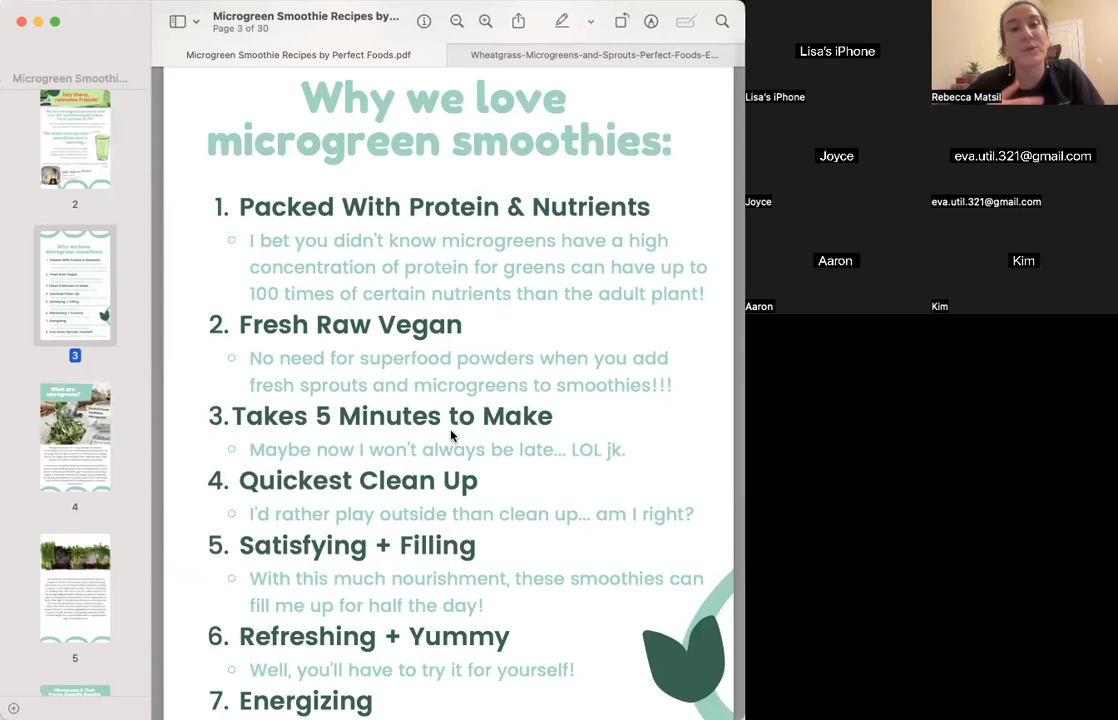 Microgreen Smoothie Recipes by...
Page 3 of 30
Microgreen Smoothie Recipes by Perfect Foods.pdf
Wheatgrass-Microgreens-and-Sprouts-Perfect-Foods-E...
Microgreen Smoothi...
2
3
4
5
What are microgreens?
Why we love
microgreen smoothies:
1. Packed With Protein & Nutrients
I bet you didn't know microgreens have a high
concentration of protein for greens can have up to
100 times of certain nutrients than the adult plant!
2. Fresh Raw Vegan
No need for superfood powders when you add
fresh sprouts and microgreens to smoothies!!!
3.Takes 5 Minutes to Make
Maybe now I won't always be late... LOL jk.
4. Quickest Clean Up
I'd rather play outside than clean up... am I right?
5. Satisfying + Filling
With this much nourishment, these smoothies can
fill me up for half the day!
6. Refreshing + Yummy
Well, you'll have to try it for yourself!
7. Energizing
Lisa's iPhone
Lisa's iPhone
Rebecca Matsil
Joyce
Joyce
eva.util.321@gmail.com
eva.util.321@gmail.com
Aaron
Aaron
Kim
Kim